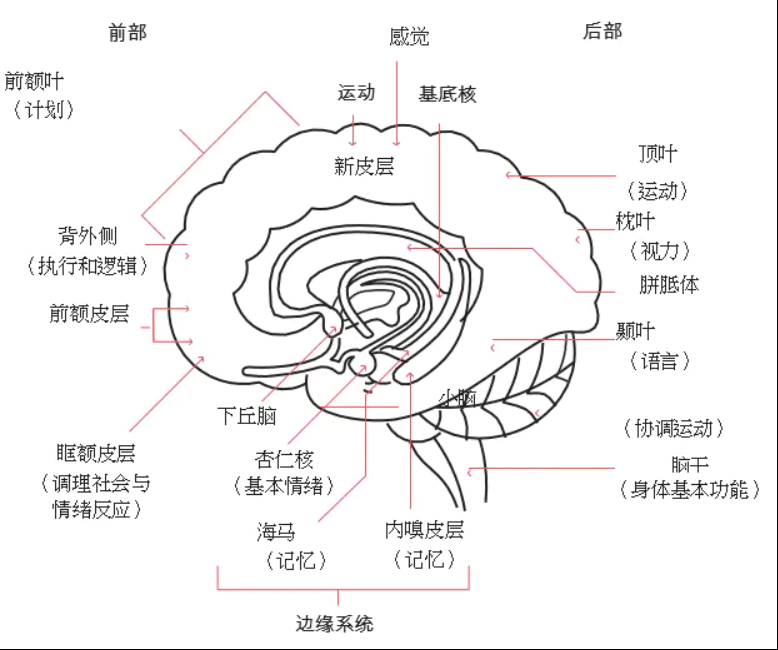 前部
感觉
后部
前额叶
（计划）
运动
基底核
新皮层
顶叶
（运动）
背外侧
（执行和逻辑）
枕叶
（视力）
胼胝体
前额皮层
颞叶
（语言）
小脑
（协调运动）
下丘脑
眶额皮层
（调理社会与
情绪反应）
杏仁核
（基本情绪）
脑干
（身体基本功能）
海马
（记忆）
内嗅皮层
（记忆）
边缘系统